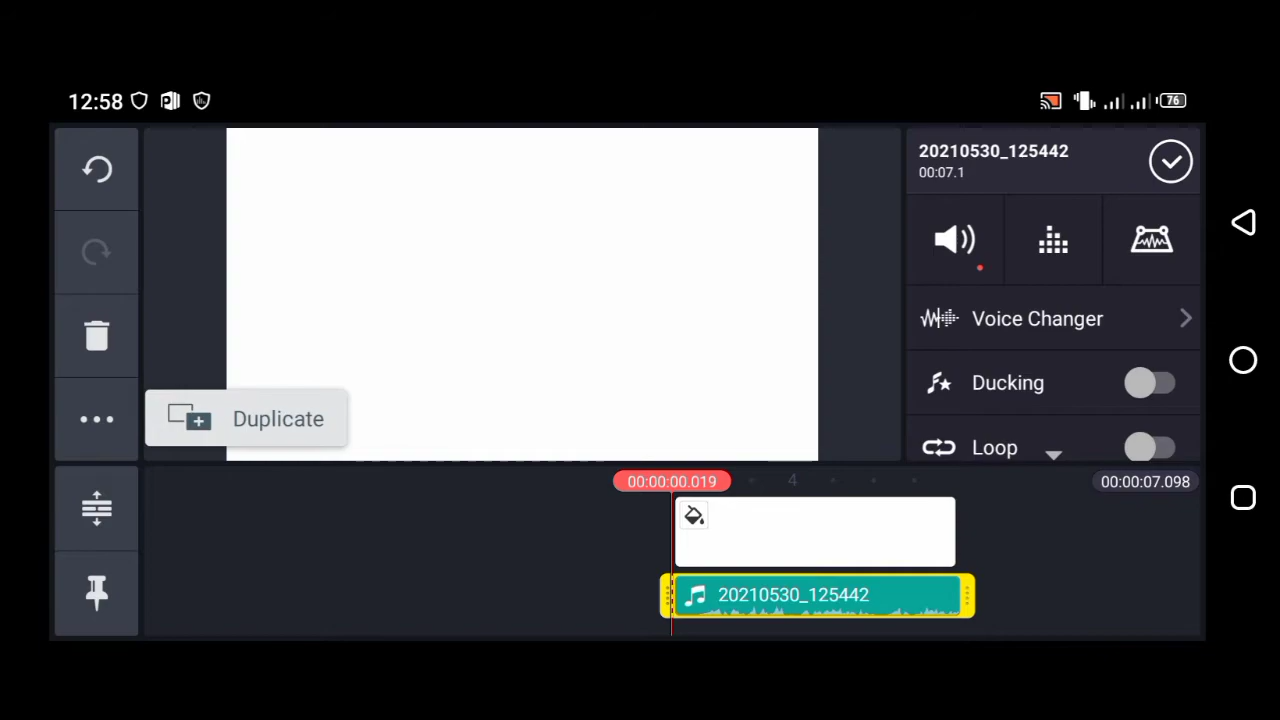 12:58
76
20210530_125442
00:07.1
Voice Changer
Ducking
Duplicate
Loop
00:00:00.019
4
00:00:07.098
20210530_125442